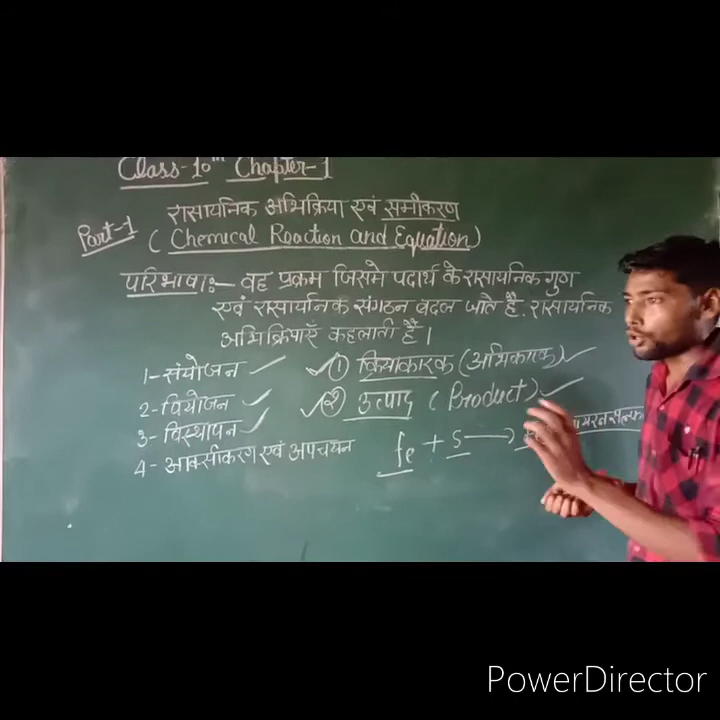 Class-10th Chapter-1
रासायनिक अभिक्रिया एवं समीकरण
Part-1
(Chemical Reaction and Equation)
परिभाषाः- वह प्रक्रम जिसमे पदार्थ के रासायनिक गुण
एवं रासायनिक संगठन बदल जाते हैं. रासायनिक
अभिक्रियाएँ कहलाती हैं।
1-संयोजन
2-वियोजन
3-विस्थापन
4-आक्सीकरण एवं अपचयन
① क्रियाकारक (अभिकारक)
② उत्पाद (Product)
fe + S →
PowerDirector